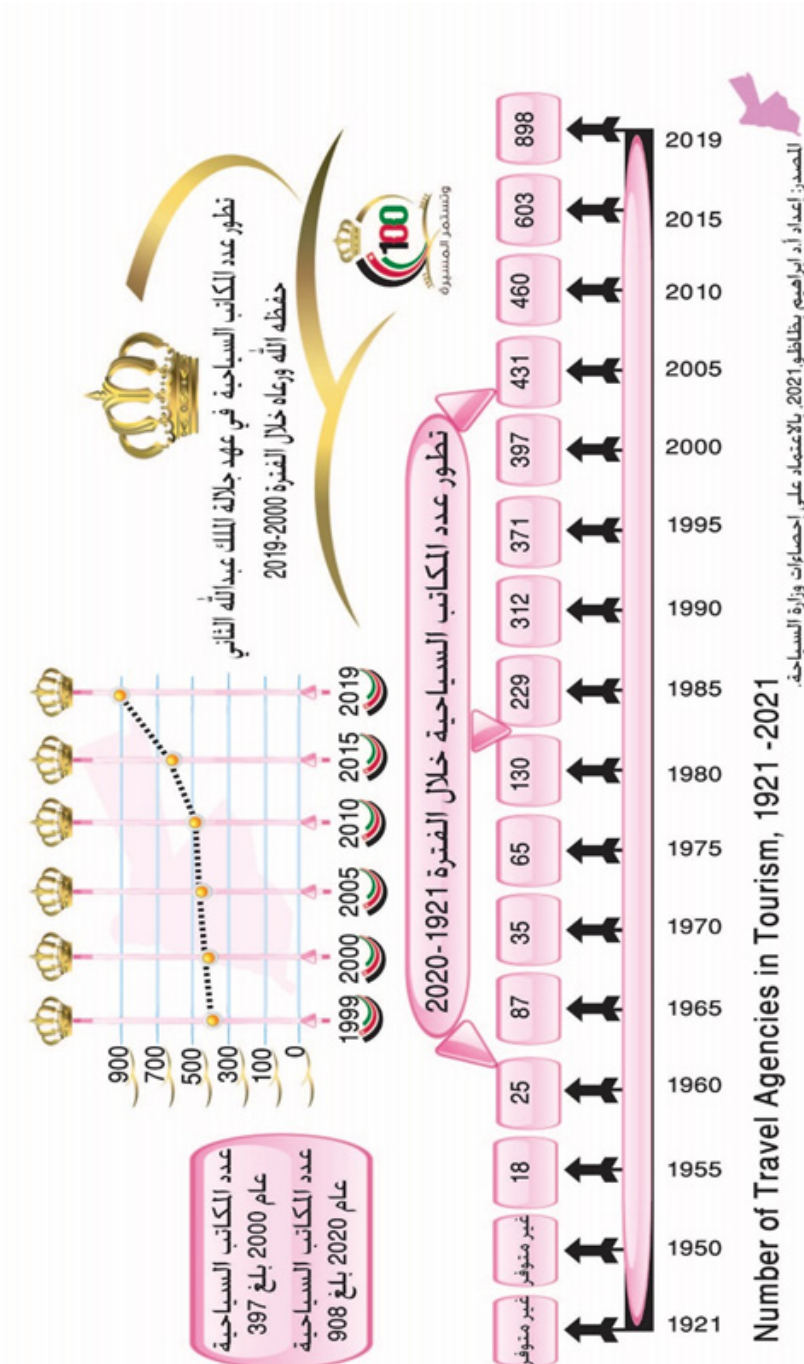 تطور عدد المكاتب السياحية في عهد جلالة الملك عبدالله الثاني
حفظه الله ورعاه خلال الفترة 2000-2019
100
وتستمر المسيرة
عدد المكاتب السياحية
عام 2000 بلغ 397
عدد المكاتب السياحية
عام 2020 بلغ 908
900
700
500
300
100
0
1999 2000 2005 2010 2015 2019
تطور عدد المكاتب السياحية خلال الفترة 1921-2020
غير متوفر غير متوفر 18 25 87 35 65 130 229 312 371 397 431 460 603 898
1921 1950 1955 1960 1965 1970 1975 1980 1985 1990 1995 2000 2005 2010 2015 2019
Number of Travel Agencies in Tourism, 1921 -2021
المصدر: إعداد أ.د ابراهيم بظاظو,2021, بالاعتماد على إحصاءات وزارة السياحة.